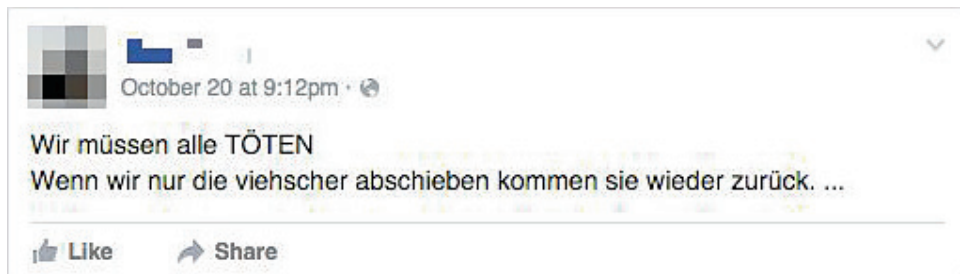 October 20 at 9:12pm ·
Wir müssen alle TÖTEN
Wenn wir nur die viehscher abschieben kommen sie wieder zurück. ...
Like Share